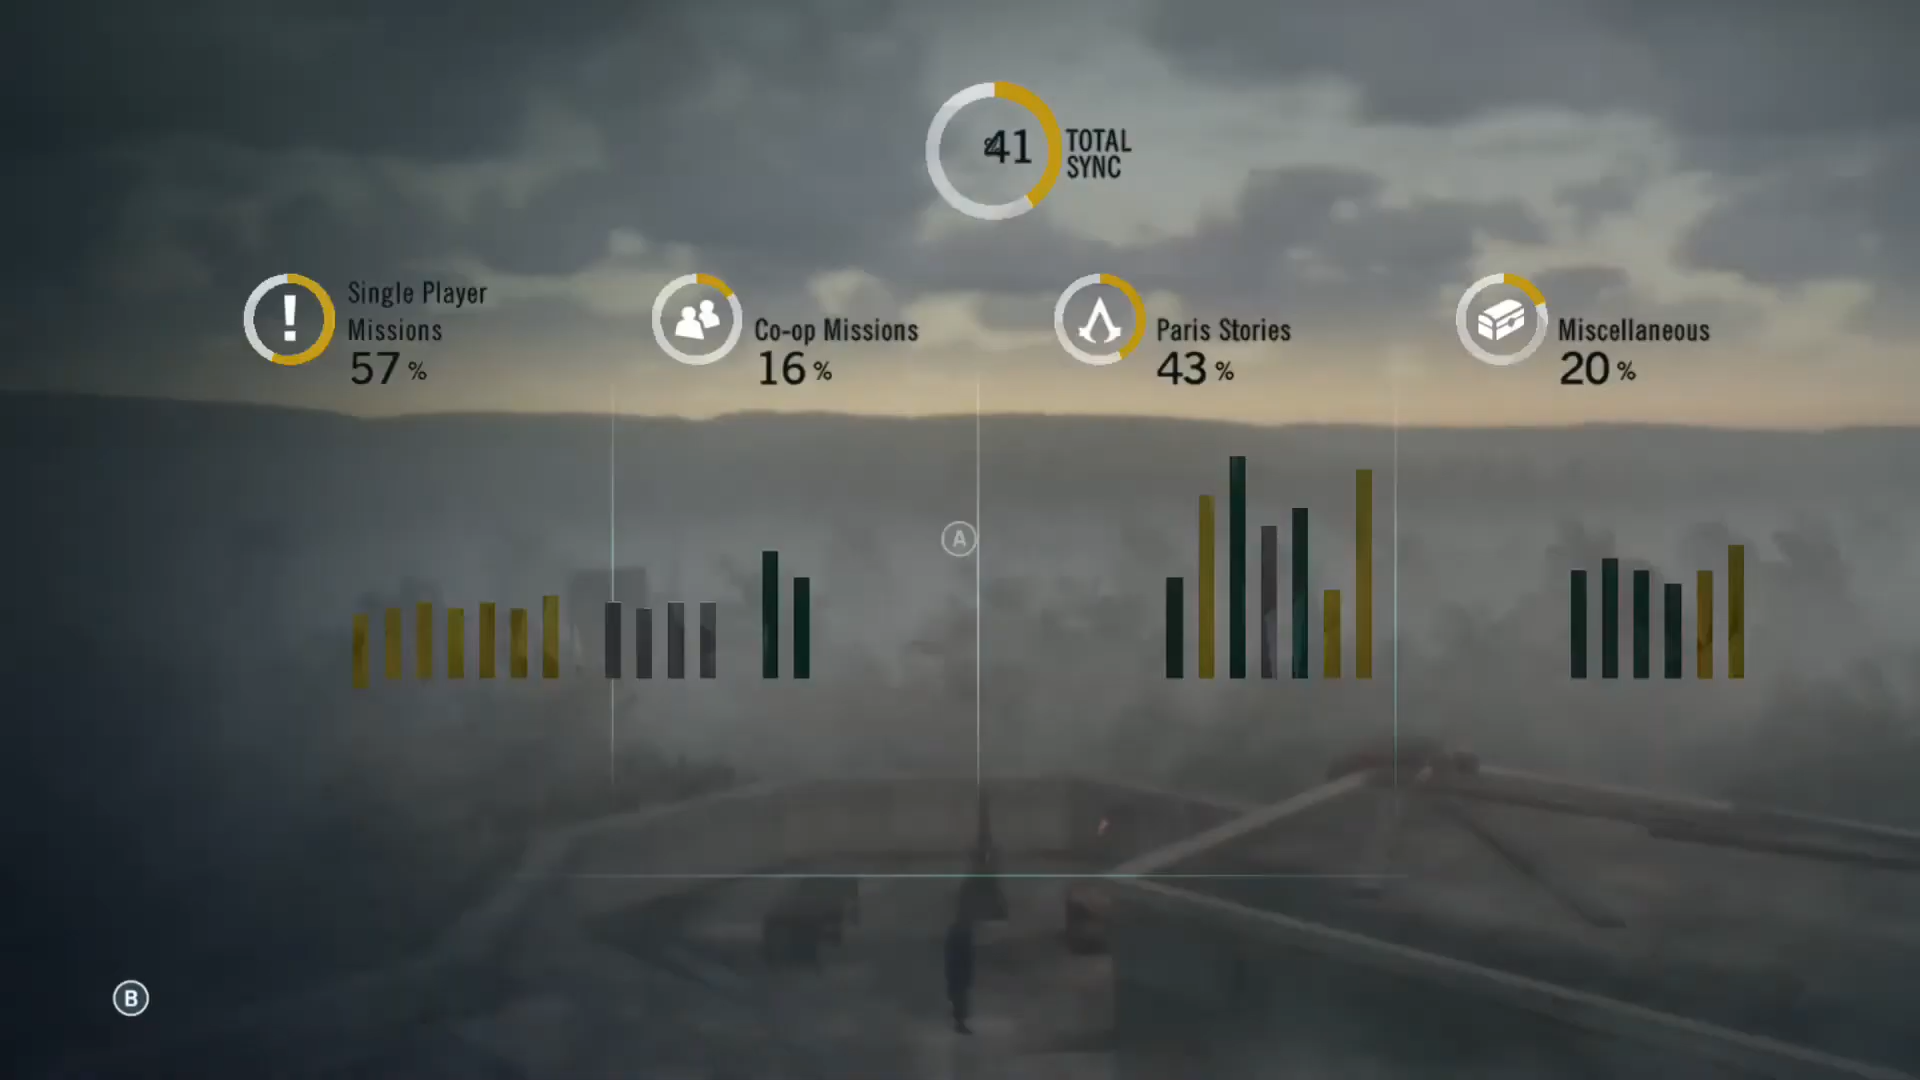 41
TOTAL
SYNC
Single Player
Missions
57 %
Co-op Missions
16 %
Paris Stories
43 %
Miscellaneous
20 %
A
B